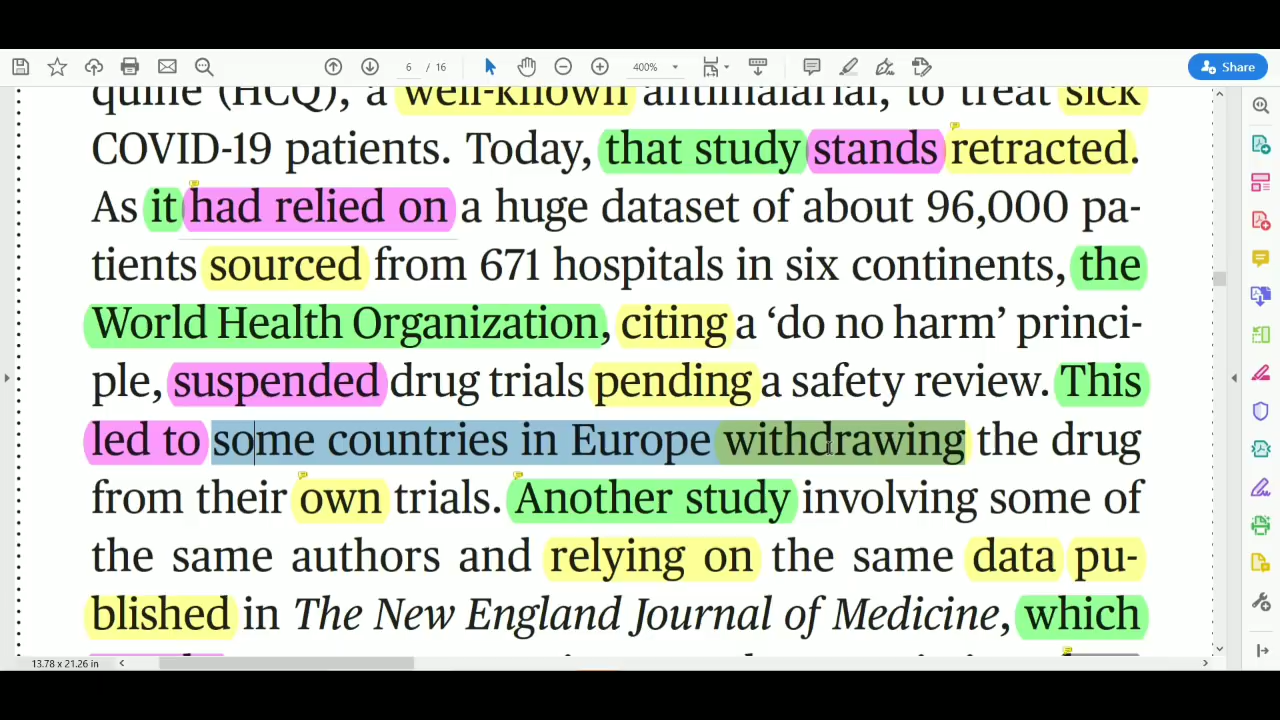 6 / 16
400%
Share
quine (HCQ), a well-known antimalarial, to treat sick
COVID-19 patients. Today, that study stands retracted.
As it had relied on a huge dataset of about 96,000 pa-
tients sourced from 671 hospitals in six continents, the
World Health Organization, citing a ‘do no harm’ princi-
ple, suspended drug trials pending a safety review. This
led to some countries in Europe withdrawing the drug
from their own trials. Another study involving some of
the same authors and relying on the same data pu-
blished in The New England Journal of Medicine, which
13.78 x 21.26 in